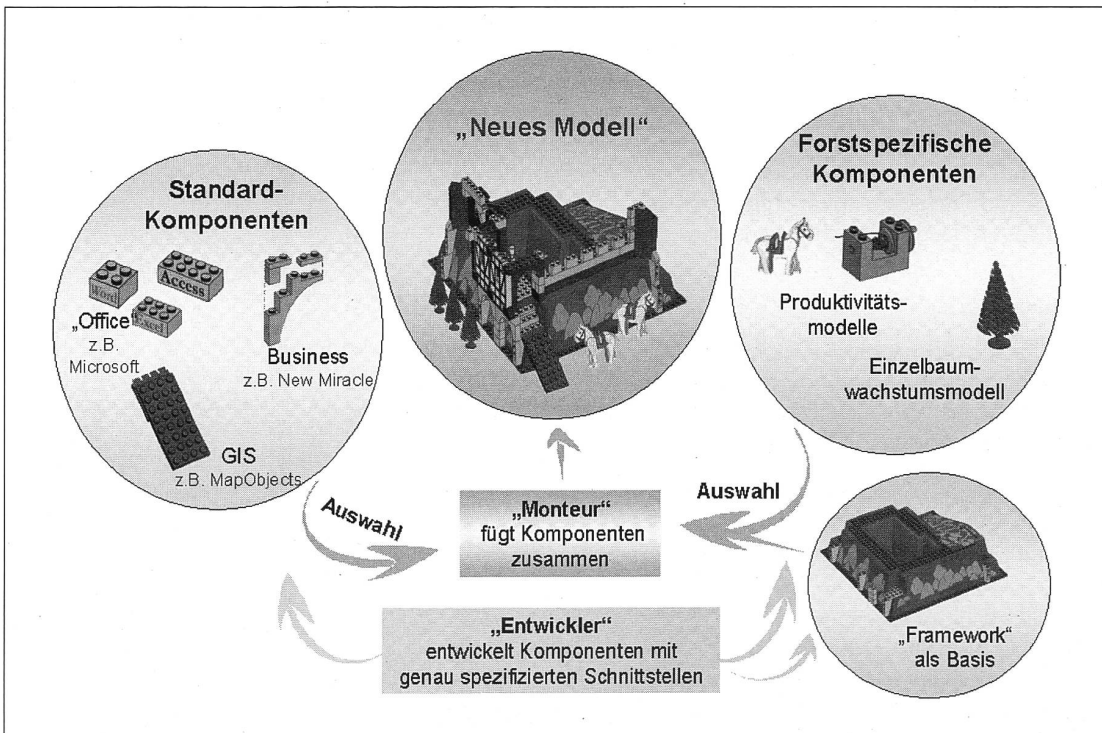 „Neues Modell“
Standard-
Komponenten
Word
Access
Excel
„Office
z.B.
Microsoft
Business
z.B. New Miracle
GIS
z.B. MapObjects
Forstspezifische
Komponenten
Produktivitäts-
modelle
Einzelbaum-
wachstumsmodell
Auswahl
Auswahl
„Monteur“
fügt Komponenten
zusammen
„Entwickler“
entwickelt Komponenten mit
genau spezifizierten Schnittstellen
„Framework“
als Basis